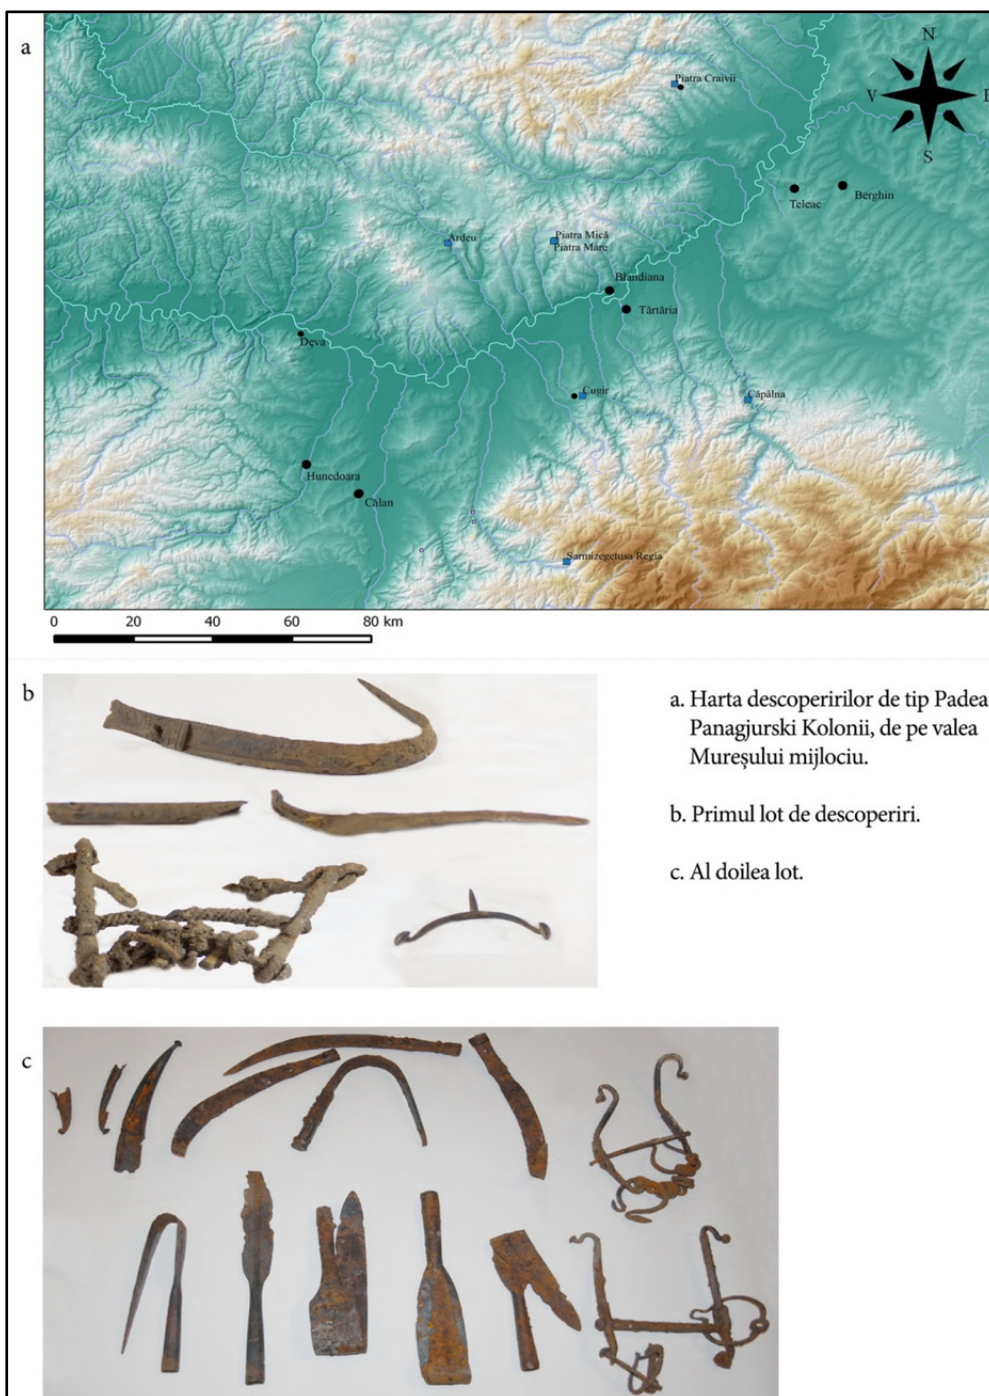 a
N
V
E
S
Piatra Craivii
Teleac
Berghin
Ardeu
Piatra Mică
Piatra Mare
Blandiana
Tărtăria
Deva
Cugir
Căpâlna
Hunedoara
Călan
Sarmizegetusa Regia
0 20 40 60 80 km
b
a. Harta descoperirilor de tip Padea
Panagjurski Kolonii, de pe valea
Mureșului mijlociu.
b. Primul lot de descoperiri.
c. Al doilea lot.
c